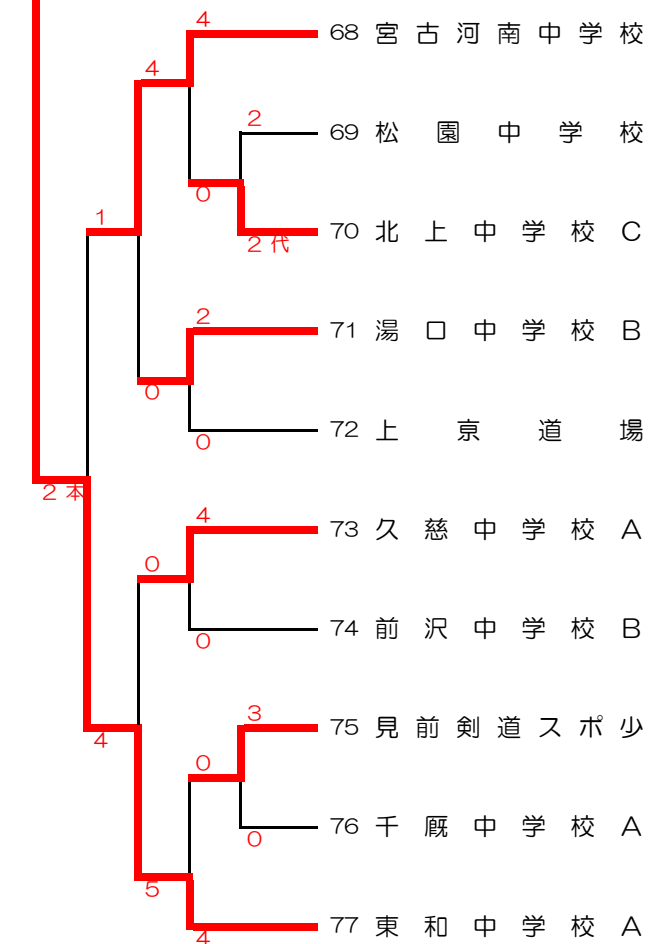 4
68 宮古河南中学校
4
2
69 松園中学校
0
1
70 北上中学校C
2代
2
71 湯口中学校B
0
72 上京道場
0
2本
4
73 久慈中学校A
0
74 前沢中学校B
0
3
75 見前剣道スポ少
4
0
76 千厩中学校A
0
5
77 東和中学校A
4